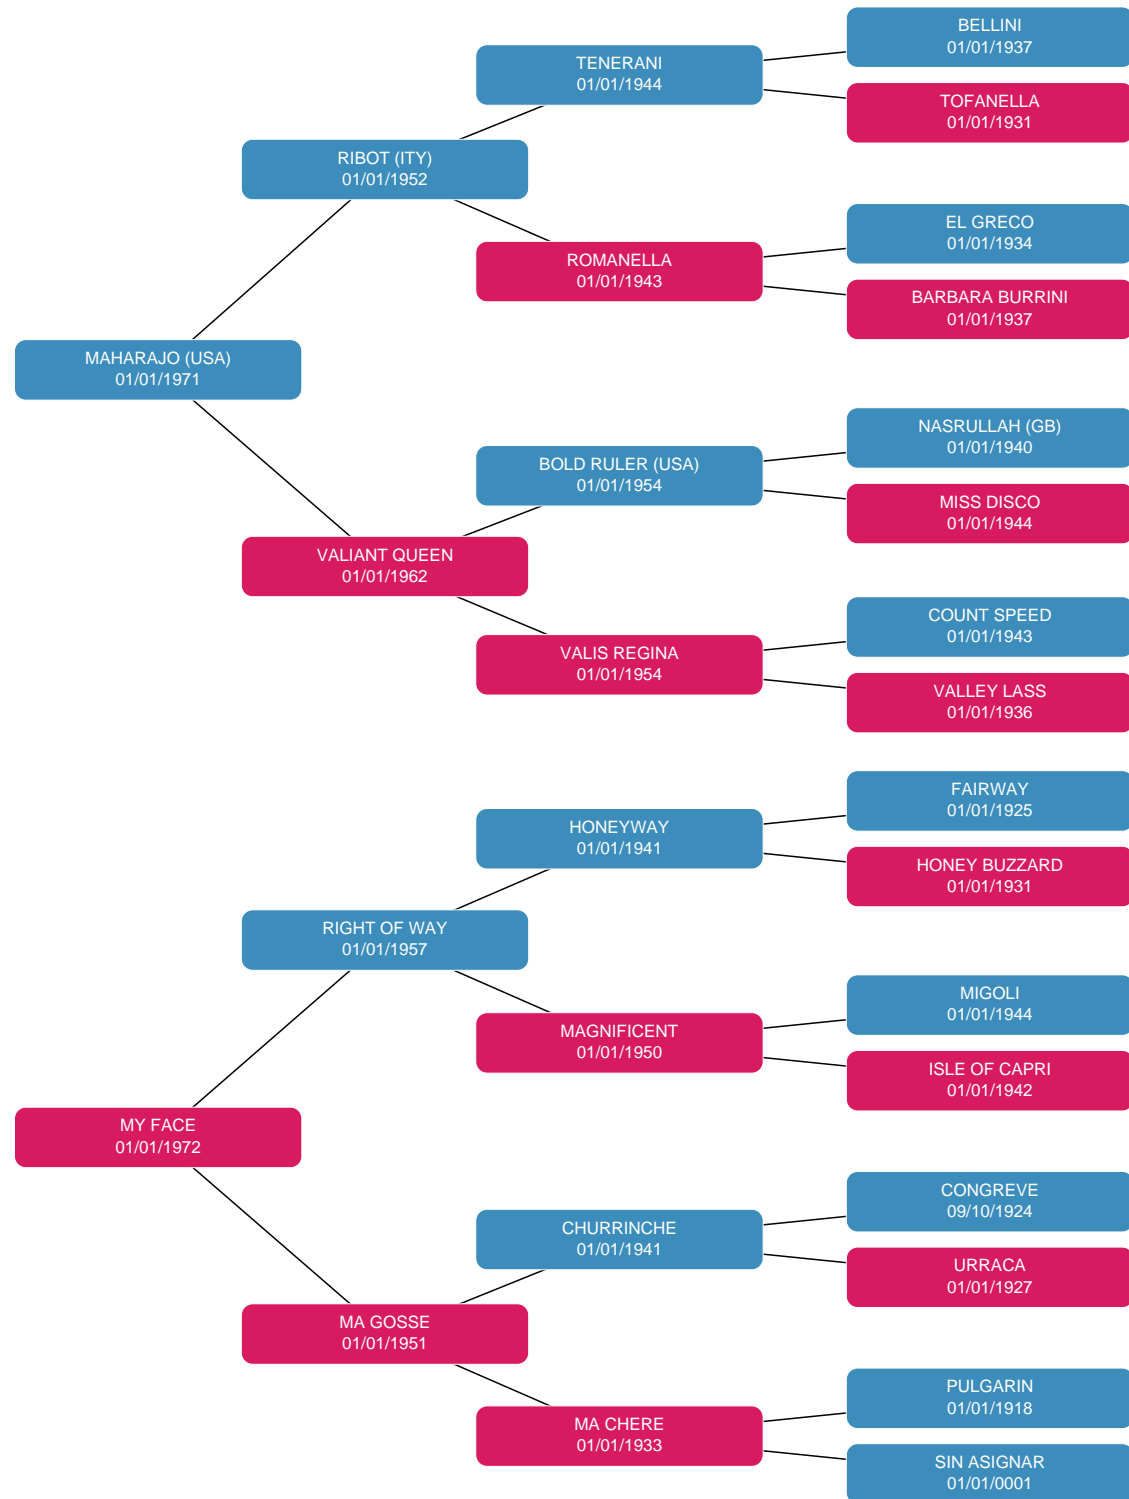 BELLINI
01/01/1937
TENERANI
01/01/1944
TOFANELLA
01/01/1931
RIBOT (ITY)
01/01/1952
EL GRECO
01/01/1934
ROMANELLA
01/01/1943
BARBARA BURRINI
01/01/1937
MAHARAJO (USA)
01/01/1971
NASRULLAH (GB)
01/01/1940
BOLD RULER (USA)
01/01/1954
MISS DISCO
01/01/1944
VALIANT QUEEN
01/01/1962
COUNT SPEED
01/01/1943
VALIS REGINA
01/01/1954
VALLEY LASS
01/01/1936
FAIRWAY
01/01/1925
HONEYWAY
01/01/1941
HONEY BUZZARD
01/01/1931
RIGHT OF WAY
01/01/1957
MIGOLI
01/01/1944
MAGNIFICENT
01/01/1950
ISLE OF CAPRI
01/01/1942
MY FACE
01/01/1972
CONGREVE
09/10/1924
CHURRINCHE
01/01/1941
URRACA
01/01/1927
MA GOSSE
01/01/1951
PULGARIN
01/01/1918
MA CHERE
01/01/1933
SIN ASIGNAR
01/01/0001